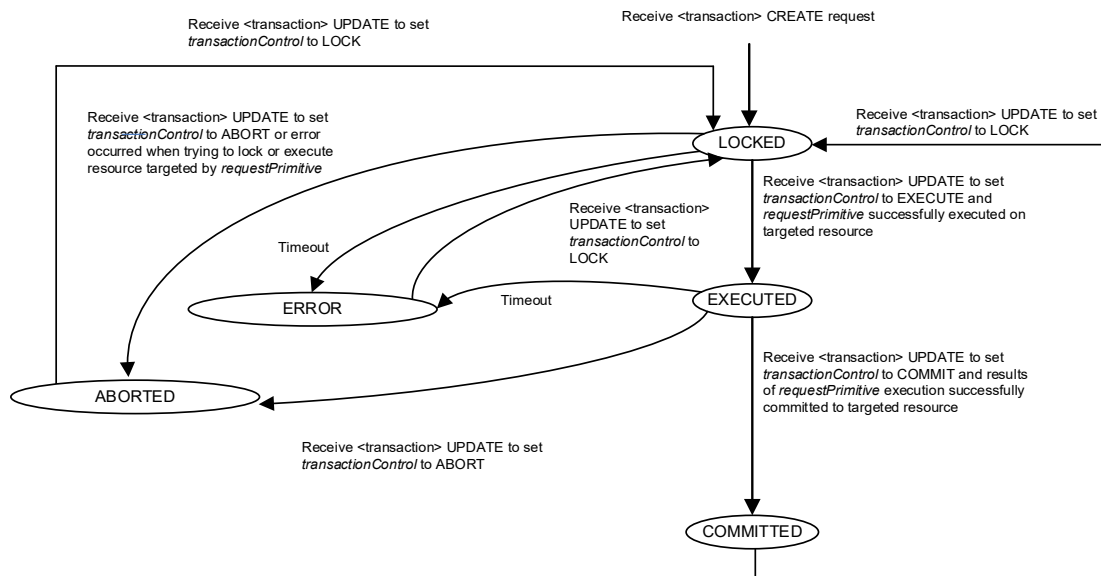 Receive <transaction> CREATE request
Receive <transaction> UPDATE to set
transactionControl to LOCK
Receive <transaction> UPDATE to set
transactionControl to ABORT or error
occurred when trying to lock or execute
resource targeted by requestPrimitive
Receive <transaction> UPDATE to set
transactionControl to LOCK
LOCKED
Receive <transaction> UPDATE to set
transactionControl to EXECUTE and
requestPrimitive successfully executed on
targeted resource
Receive <transaction>
UPDATE to set
transactionControl to
LOCK
Timeout
ERROR
Timeout
EXECUTED
Receive <transaction> UPDATE to set
transactionControl to COMMIT and results
of requestPrimitive execution successfully
committed to targeted resource
ABORTED
Receive <transaction> UPDATE to set
transactionControl to ABORT
COMMITTED